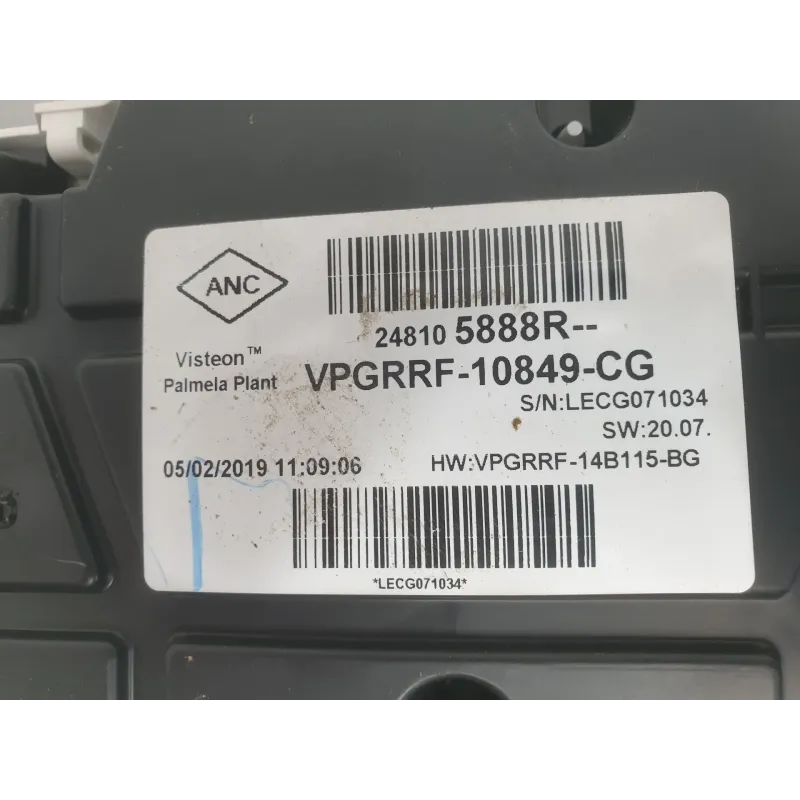 ANC
24810 5888R--
Visteon™
Palmela Plant
VPGRRF-10849-CG
S/N:LECG071034
SW:20.07.
05/02/2019 11:09:06
HW:VPGRRF-14B115-BG
*LECG071034*